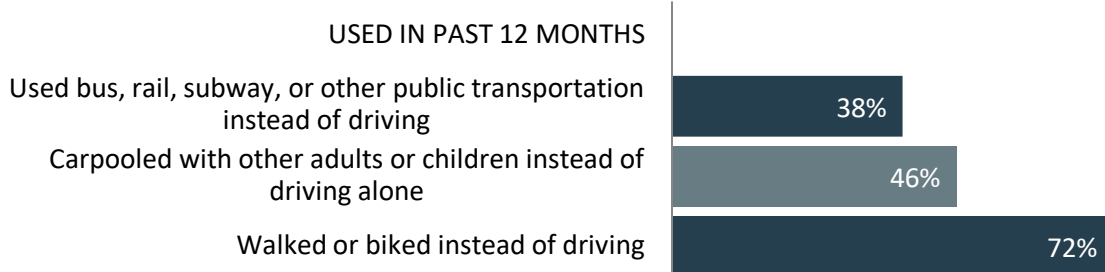 USED IN PAST 12 MONTHS
Used bus, rail, subway, or other public transportation
instead of driving
38%
Carpooled with other adults or children instead of
driving alone
46%
Walked or biked instead of driving
72%